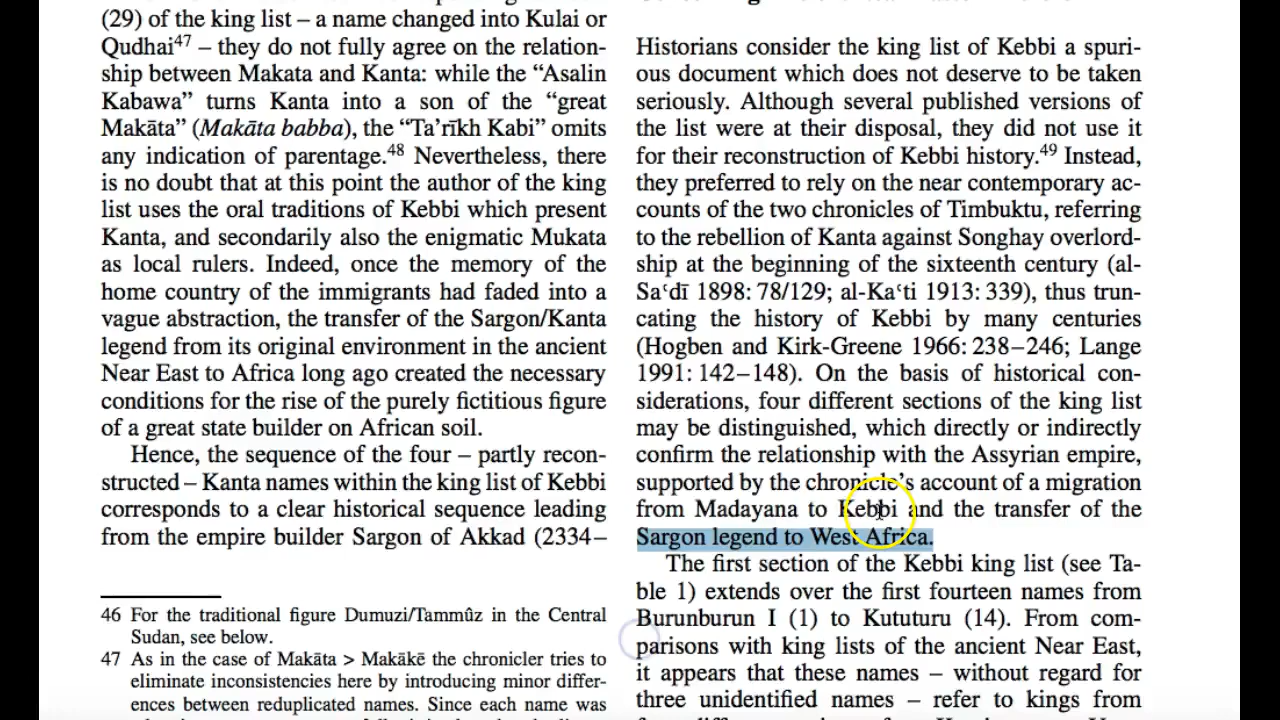 (29) of the king list – a name changed into Kulai or
Qudhai47 – they do not fully agree on the relation-
ship between Makata and Kanta: while the “Asalin
Kabawa” turns Kanta into a son of the “great
Makāta” (Makāta babba), the “Ta’rīkh Kabi” omits
any indication of parentage.48 Nevertheless, there
is no doubt that at this point the author of the king
list uses the oral traditions of Kebbi which present
Kanta, and secondarily also the enigmatic Mukata
as local rulers. Indeed, once the memory of the
home country of the immigrants had faded into a
vague abstraction, the transfer of the Sargon/Kanta
legend from its original environment in the ancient
Near East to Africa long ago created the necessary
conditions for the rise of the purely fictitious figure
of a great state builder on African soil.
Hence, the sequence of the four – partly recon-
structed – Kanta names within the king list of Kebbi
corresponds to a clear historical sequence leading
from the empire builder Sargon of Akkad (2334–
46 For the traditional figure Dumuzi/Tammûz in the Central
Sudan, see below.
47 As in the case of Makāta > Makākē the chronicler tries to
eliminate inconsistencies here by introducing minor differ-
ences between reduplicated names. Since each name was
Historians consider the king list of Kebbi a spuri-
ous document which does not deserve to be taken
seriously. Although several published versions of
the list were at their disposal, they did not use it
for their reconstruction of Kebbi history.49 Instead,
they preferred to rely on the near contemporary ac-
counts of the two chronicles of Timbuktu, referring
to the rebellion of Kanta against Songhay overlord-
ship at the beginning of the sixteenth century (al-
Saʿdī 1898: 78/129; al-Kaʿti 1913: 339), thus trun-
cating the history of Kebbi by many centuries
(Hogben and Kirk-Greene 1966: 238–246; Lange
1991: 142–148). On the basis of historical con-
siderations, four different sections of the king list
may be distinguished, which directly or indirectly
confirm the relationship with the Assyrian empire,
supported by the chronicle’s account of a migration
from Madayana to Kebbi and the transfer of the
Sargon legend to West Africa.
The first section of the Kebbi king list (see Ta-
ble 1) extends over the first fourteen names from
Burunburun I (1) to Kututuru (14). From com-
parisons with king lists of the ancient Near East,
it appears that these names – without regard for
three unidentified names – refer to kings from